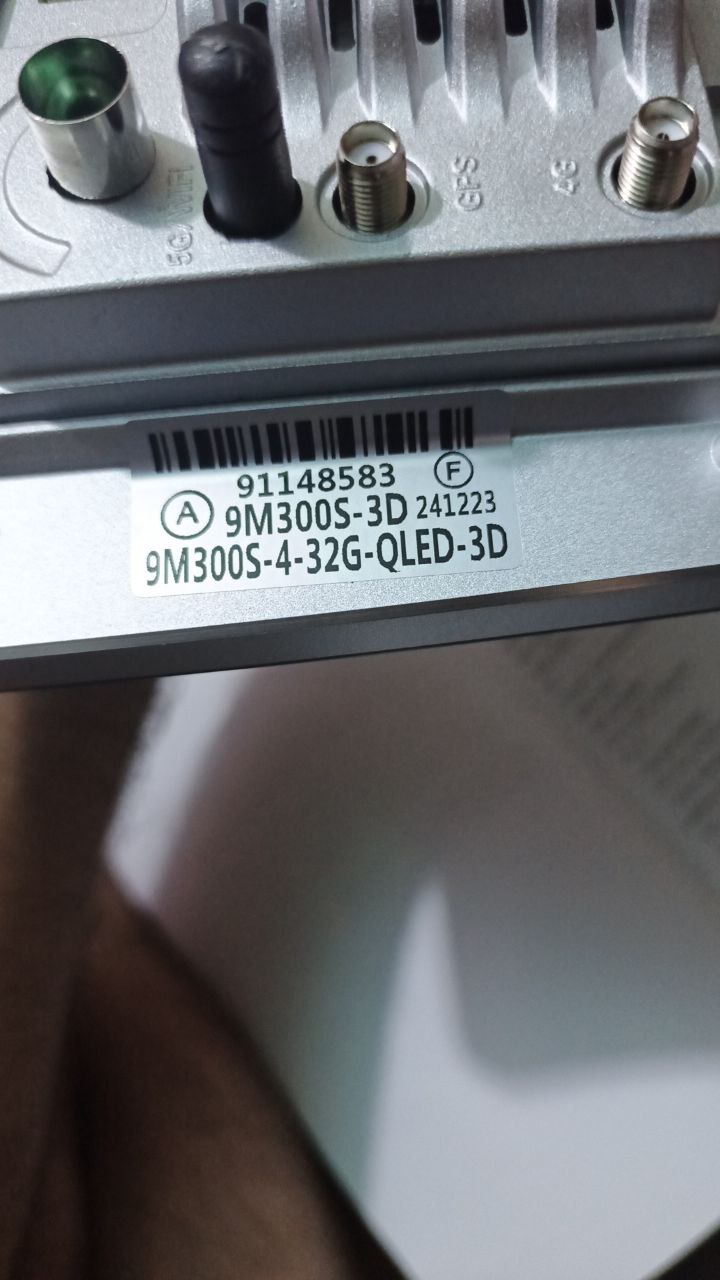 5G/WIFI
GPS
4G
91148583 F
A 9M300S-3D 241223
9M300S-4-32G-QLED-3D